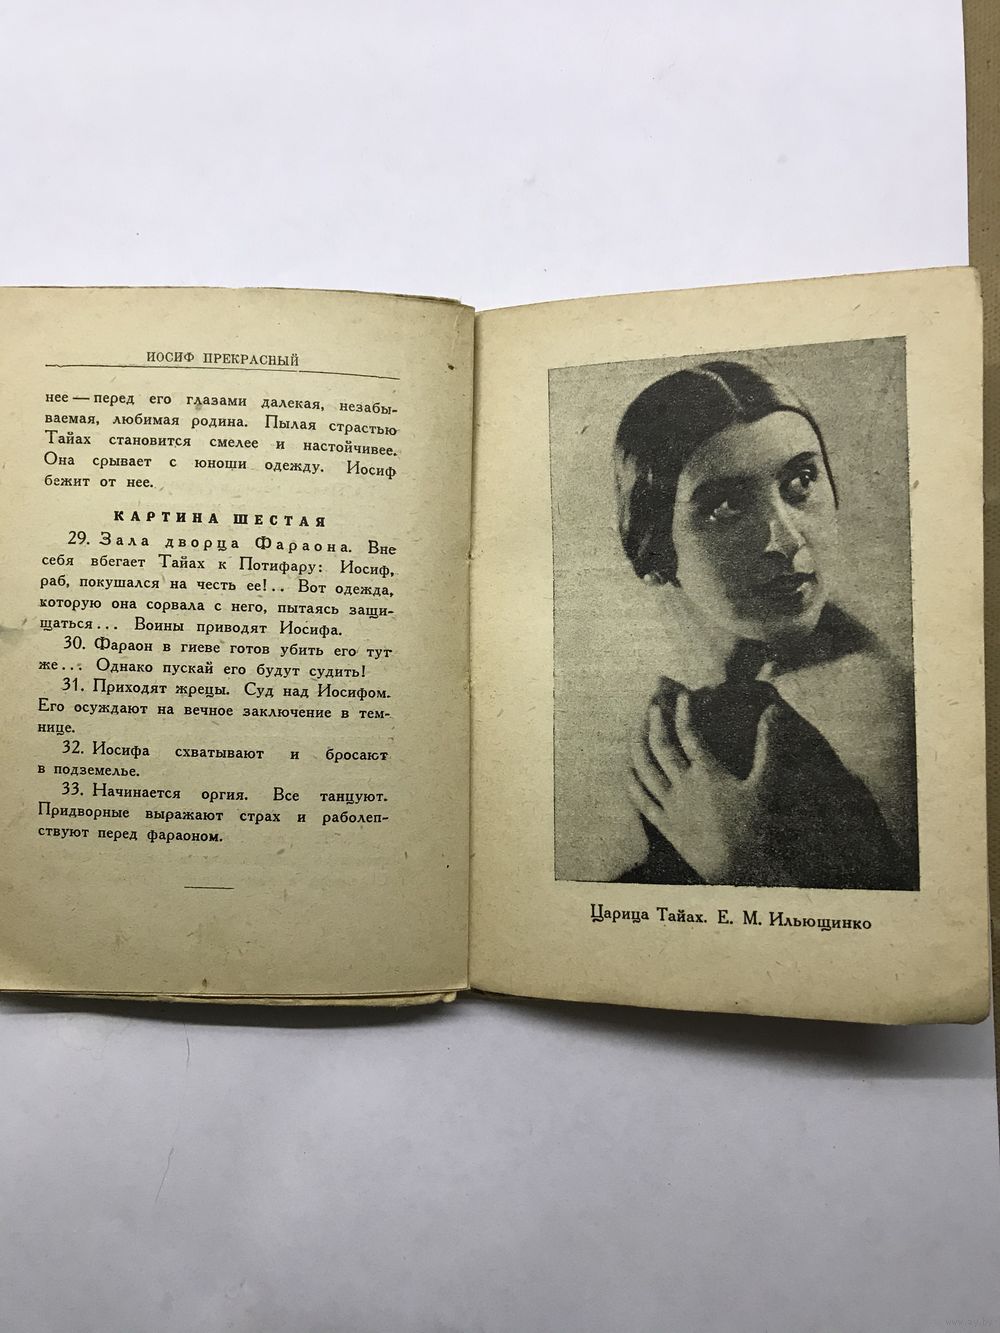 ИОСИФ ПРЕКРАСНЫЙ
нее — перед его глазами далекая, незабы-
ваемая, любимая родина. Пылая страстью
Тайах становится смелее и настойчивее.
Она срывает с юноши одежду. Иосиф
бежит от нее.
КАРТИНА ШЕСТАЯ
29. Зала дворца Фараона. Вне
себя вбегает Тайах к Потифару: Иосиф,
раб, покушался на честь ее!.. Вот одежда,
которую она сорвала с него, пытаясь защи-
щаться... Воины приводят Иосифа.
30. Фараон в гневе готов убить его тут
же... Однако пускай его будут судить!
31. Приходят жрецы. Суд над Иосифом.
Его осуждают на вечное заключение в тем-
нице.
32. Иосифа схватывают и бросают
в подземелье.
33. Начинается оргия. Все танцуют.
Придворные выражают страх и раболеп-
ствуют перед фараоном.
Царица Тайах. Е. М. Ильющинко
www.ay.by